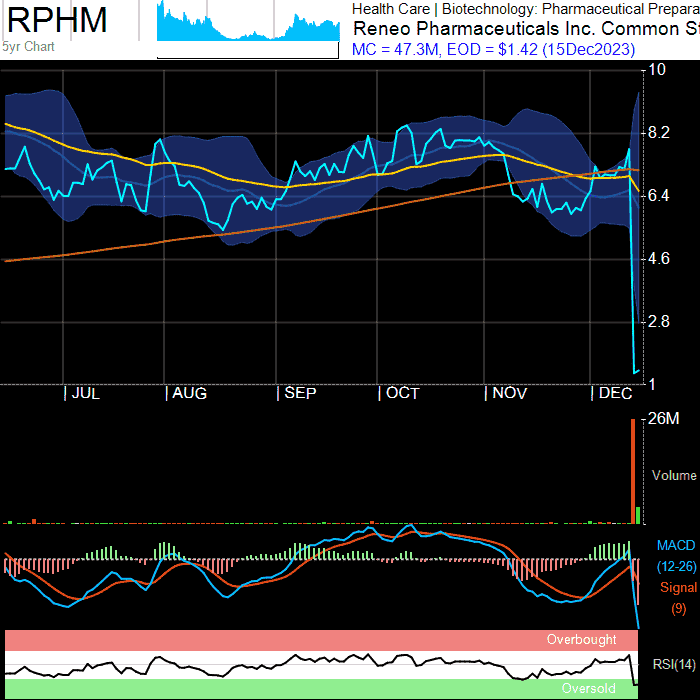 RPHM
5yr Chart
Health Care | Biotechnology: Pharmaceutical Prepara
Reneo Pharmaceuticals Inc. Common St
MC = 47.3M, EOD = $1.42 (15Dec2023)
10
8.2
6.4
4.6
2.8
1
JUL AUG SEP OCT NOV DEC
26M
Volume
MACD
(12-26)
Signal
(9)
Overbought
RSI(14)
Oversold